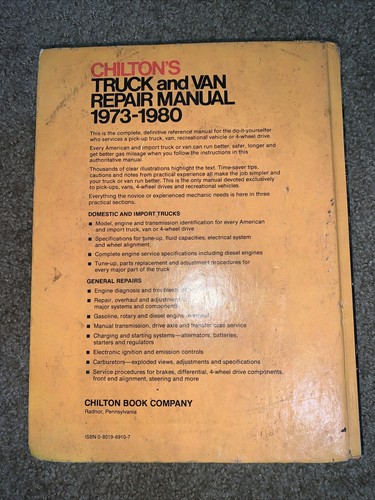 CHILTON'S
TRUCK and VAN
REPAIR MANUAL
1973-1980
This is the complete, definitive reference manual for the do-it-yourselfer
who services a pick-up truck, van, recreational vehicle or 4-wheel drive
Every American and import truck or van can run better, safer, longer and
get better gas mileage when you follow the instructions in this
authoritative manual.
Thousands of clear illustrations highlight the text. Time-saver tips,
cautions and notes from practical experience all make the job simpler and
your truck or van run better. This is the only manual devoted exclusively
to pick-ups, vans, 4-wheel drives and recreational vehicles.
Everything the novice or experienced mechanic needs is here in three
practical sections.
DOMESTIC AND IMPORT TRUCKS
■ Model, engine and transmission identification for every American
and import truck, van or 4-wheel drive
■ Specifications for tune-up, fluid capacities, electrical system
and wheel alignment
■ Complete engine service specifications including diesel engines
■ Tune-up, parts replacement and adjustment procedures for
every major part of the truck
GENERAL REPAIRS
■ Engine diagnosis and
■ Repair, overhaul and
major systems and components
■ Gasoline, rotary and diesel engine
■ Manual transmission, drive axle and transfer case service
■ Charging and starting systems—alternators, batteries,
starters and regulators
■ Electronic ignition and emission controls
■ Carburetors—exploded views, adjustments and specifications
■ Service procedures for brakes, differential, 4-wheel drive components,
front end alignment, steering and more
CHILTON BOOK COMPANY
Radnor, Pennsylvania
ISBN 0-8019-6910-7